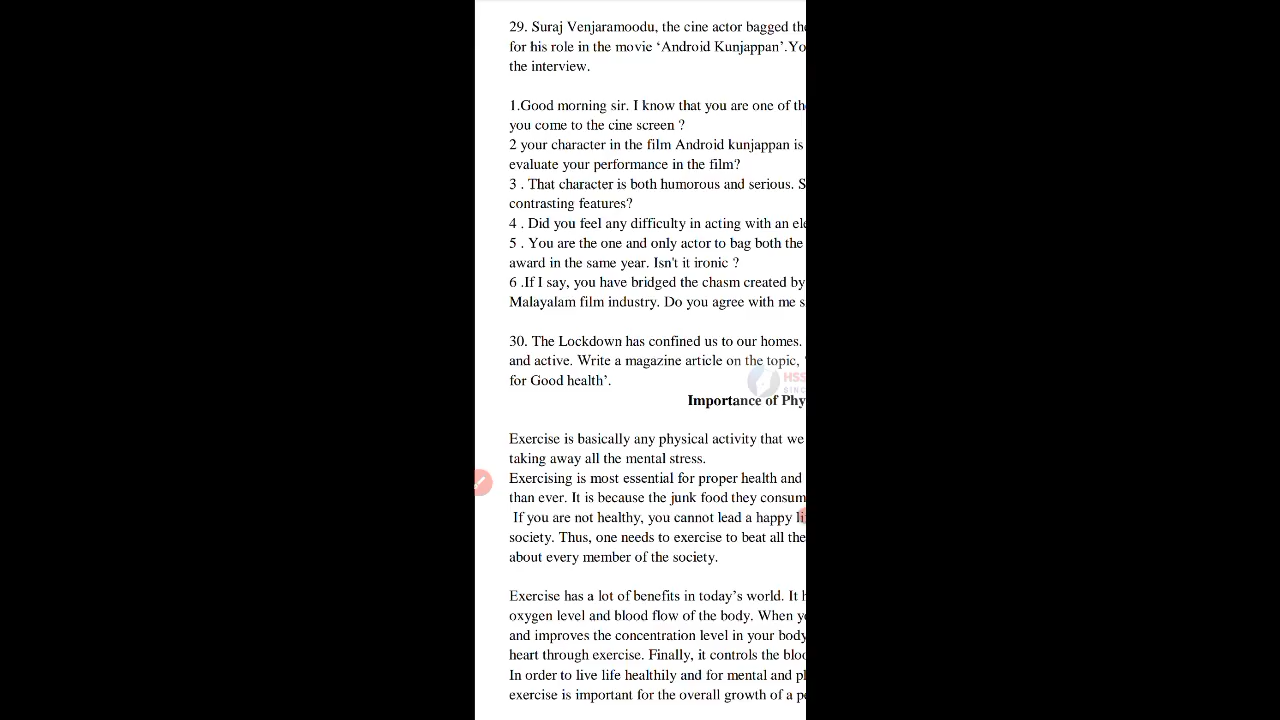 29. Suraj Venjaramoodu, the cine actor bagged the
for his role in the movie ‘Android Kunjappan’.Yo
the interview.
1.Good morning sir. I know that you are one of th
you come to the cine screen ?
2 your character in the film Android kunjappan is
evaluate your performance in the film?
3 . That character is both humorous and serious. S
contrasting features?
4 . Did you feel any difficulty in acting with an ele
5 . You are the one and only actor to bag both the
award in the same year. Isn't it ironic ?
6 .If I say, you have bridged the chasm created by
Malayalam film industry. Do you agree with me s
30. The Lockdown has confined us to our homes.
and active. Write a magazine article on the topic, ‘
for Good health’.
HSS
Importance of Phy
Exercise is basically any physical activity that we
taking away all the mental stress.
Exercising is most essential for proper health and
than ever. It is because the junk food they consum
If you are not healthy, you cannot lead a happy li
society. Thus, one needs to exercise to beat all the
about every member of the society.
Exercise has a lot of benefits in today’s world. It h
oxygen level and blood flow of the body. When y
and improves the concentration level in your body
heart through exercise. Finally, it controls the bloo
In order to live life healthily and for mental and pl
exercise is important for the overall growth of a p